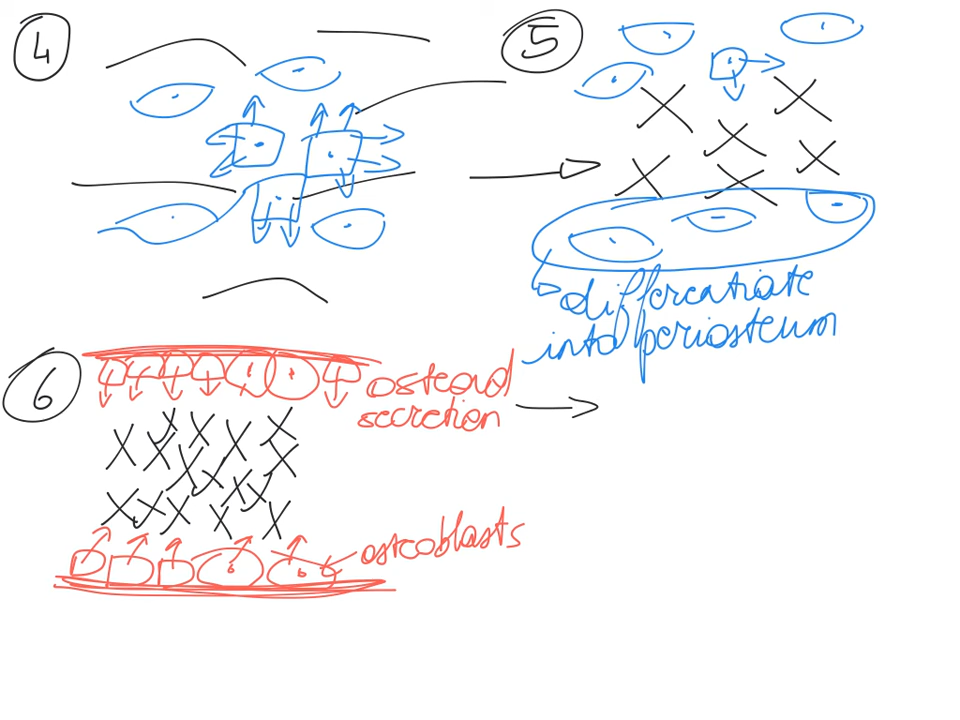 4
5
differentiate
into periosteum
6
osteoid
secretion
osteoblasts